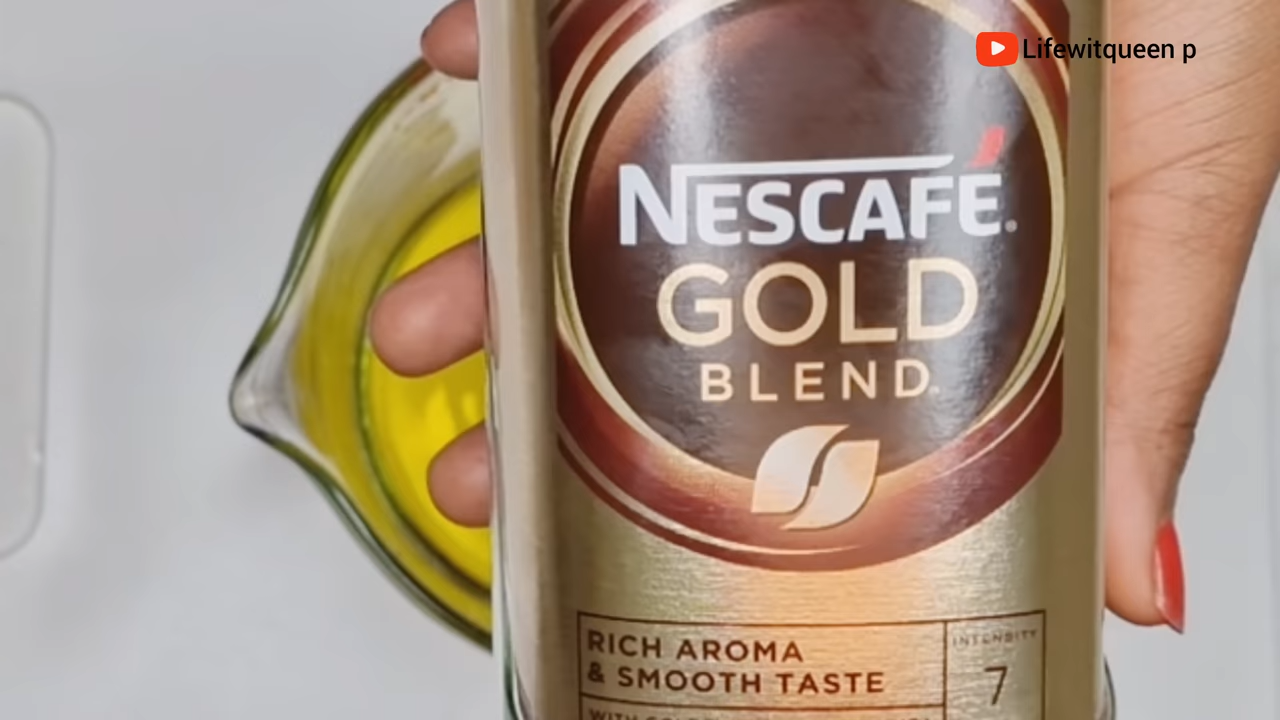 Lifewitqueen p
NESCAFÉ®
GOLD
BLEND
RICH AROMA
& SMOOTH TASTE
INTENSITY
7